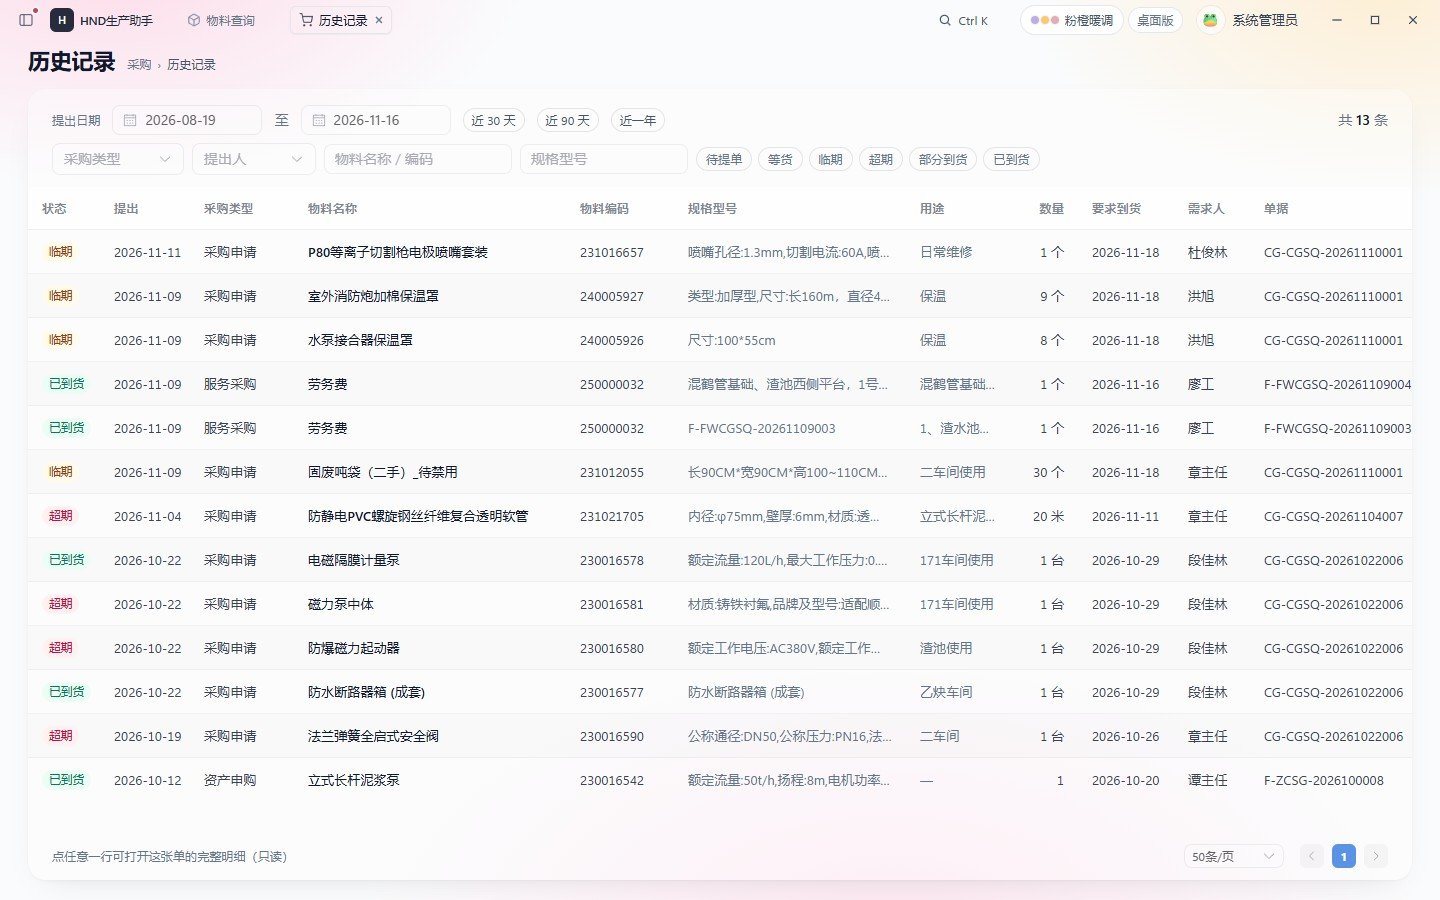 H HND生产助手 物料查询 历史记录 × Ctrl K 粉橙暖调 桌面版 系统管理员
历史记录 采购 › 历史记录
提出日期 2026-08-19 至 2026-11-16 近 30 天 近 90 天 近一年 共 13 条
采购类型 提出人 物料名称 / 编码 规格型号 待提单 等货 临期 超期 部分到货 已到货
状态 提出 采购类型 物料名称 物料编码 规格型号 用途 数量 要求到货 需求人 单据
临期 2026-11-11 采购申请 P80等离子切割枪电极喷嘴套装 231016657 喷嘴孔径:1.3mm,切割电流:60A,喷... 日常维修 1 个 2026-11-18 杜俊林 CG-CGSQ-20261110001
临期 2026-11-09 采购申请 室外消防炮加棉保温罩 240005927 类型:加厚型,尺寸:长160m，直径4... 保温 9 个 2026-11-18 洪旭 CG-CGSQ-20261110001
临期 2026-11-09 采购申请 水泵接合器保温罩 240005926 尺寸:100*55cm 保温 8 个 2026-11-18 洪旭 CG-CGSQ-20261110001
已到货 2026-11-09 服务采购 劳务费 250000032 混鹤管基础、渣池西侧平台，1号... 混鹤管基础... 1 个 2026-11-16 廖工 F-FWCGSQ-20261109004
已到货 2026-11-09 服务采购 劳务费 250000032 F-FWCGSQ-20261109003 1、渣水池... 1 个 2026-11-16 廖工 F-FWCGSQ-20261109003
临期 2026-11-09 采购申请 固废吨袋（二手）_待禁用 231012055 长90CM*宽90CM*高100~110CM... 二车间使用 30 个 2026-11-18 章主任 CG-CGSQ-20261110001
超期 2026-11-04 采购申请 防静电PVC螺旋钢丝纤维复合透明软管 231021705 内径:φ75mm,壁厚:6mm,材质:透... 立式长杆泥... 20 米 2026-11-11 章主任 CG-CGSQ-20261104007
已到货 2026-10-22 采购申请 电磁隔膜计量泵 230016578 额定流量:120L/h,最大工作压力:0.... 171车间使用 1 台 2026-10-29 段佳林 CG-CGSQ-20261022006
超期 2026-10-22 采购申请 磁力泵中体 230016581 材质:铸铁衬氟,品牌及型号:适配顺... 171车间使用 1 台 2026-10-29 段佳林 CG-CGSQ-20261022006
超期 2026-10-22 采购申请 防爆磁力起动器 230016580 额定工作电压:AC380V,额定工作... 渣池使用 1 台 2026-10-29 段佳林 CG-CGSQ-20261022006
已到货 2026-10-22 采购申请 防水断路器箱 (成套) 230016577 防水断路器箱 (成套) 乙炔车间 1 台 2026-10-29 段佳林 CG-CGSQ-20261022006
超期 2026-10-19 采购申请 法兰弹簧全启式安全阀 230016590 公称通径:DN50,公称压力:PN16,法... 二车间 1 台 2026-10-26 章主任 CG-CGSQ-20261022006
已到货 2026-10-12 资产申购 立式长杆泥浆泵 230016542 额定流量:50t/h,扬程:8m,电机功率... — 1 2026-10-20 谭主任 F-ZCSG-2026100008
点任意一行可打开这张单的完整明细（只读） 50条/页 1